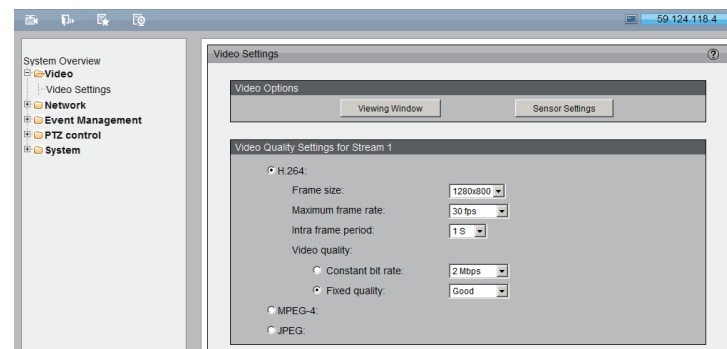 59.124.118.4
System Overview
Video
Video Settings
Network
Event Management
PTZ control
System
Video Settings
Video Options
Viewing Window Sensor Settings
Video Quality Settings for Stream 1
H.264:
Frame size: 1280x800
Maximum frame rate: 30 fps
Intra frame period: 1 S
Video quality:
Constant bit rate: 2 Mbps
Fixed quality: Good
MPEG-4:
JPEG: